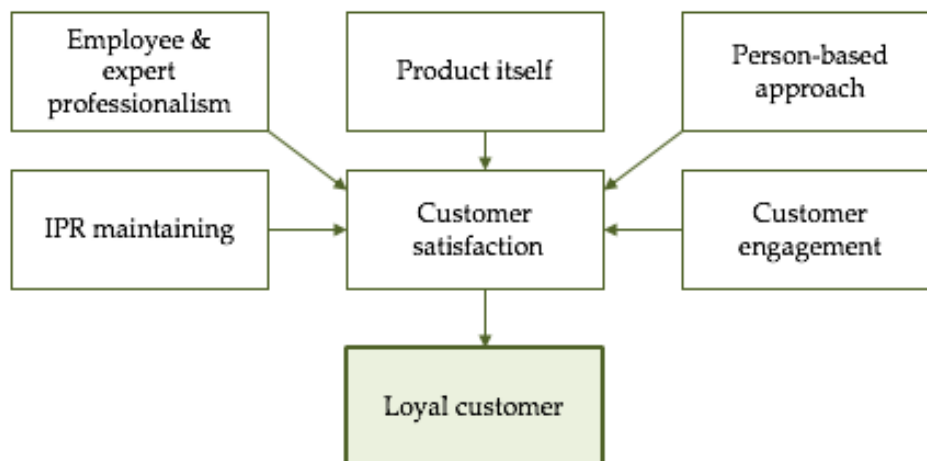 Employee &
expert
professionalism
Product itself
Person-based
approach
IPR maintaining
Customer
satisfaction
Customer
engagement
Loyal customer